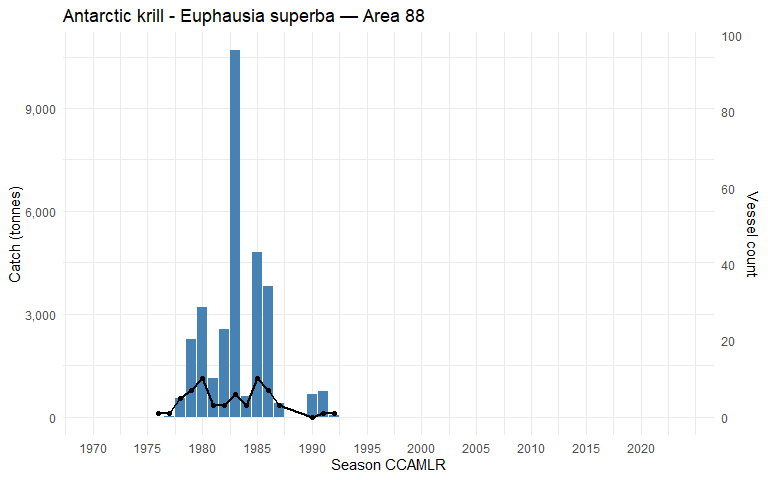 Antarctic krill - Euphausia superba — Area 88
Catch (tonnes)
9,000
6,000
3,000
0
100
80
60
40
20
0
Vessel count
1970 1975 1980 1985 1990 1995 2000 2005 2010 2015 2020
Season CCAMLR